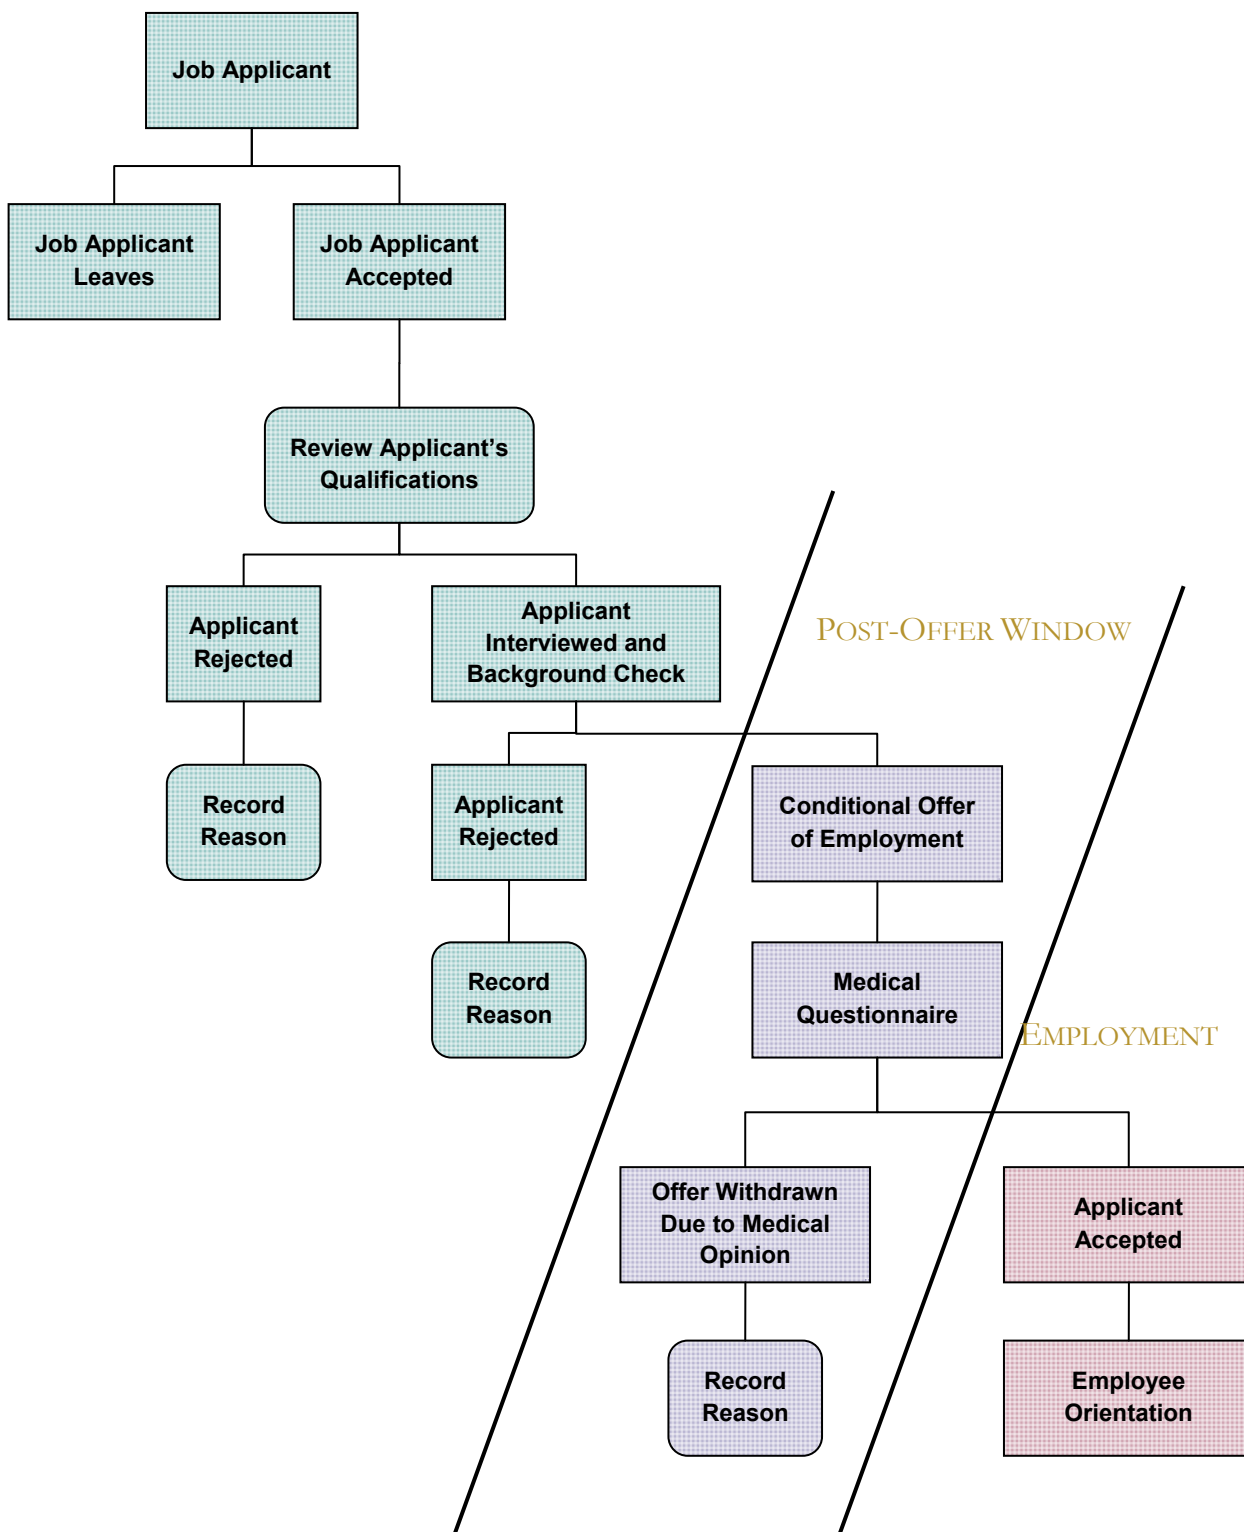 Job Applicant
Job Applicant
Leaves
Job Applicant
Accepted
Review Applicant’s
Qualifications
Applicant
Rejected
Applicant
Interviewed and
Background Check
POST-OFFER WINDOW
Record
Reason
Applicant
Rejected
Conditional Offer
of Employment
Record
Reason
Medical
Questionnaire
EMPLOYMENT
Offer Withdrawn
Due to Medical
Opinion
Applicant
Accepted
Record
Reason
Employee
Orientation